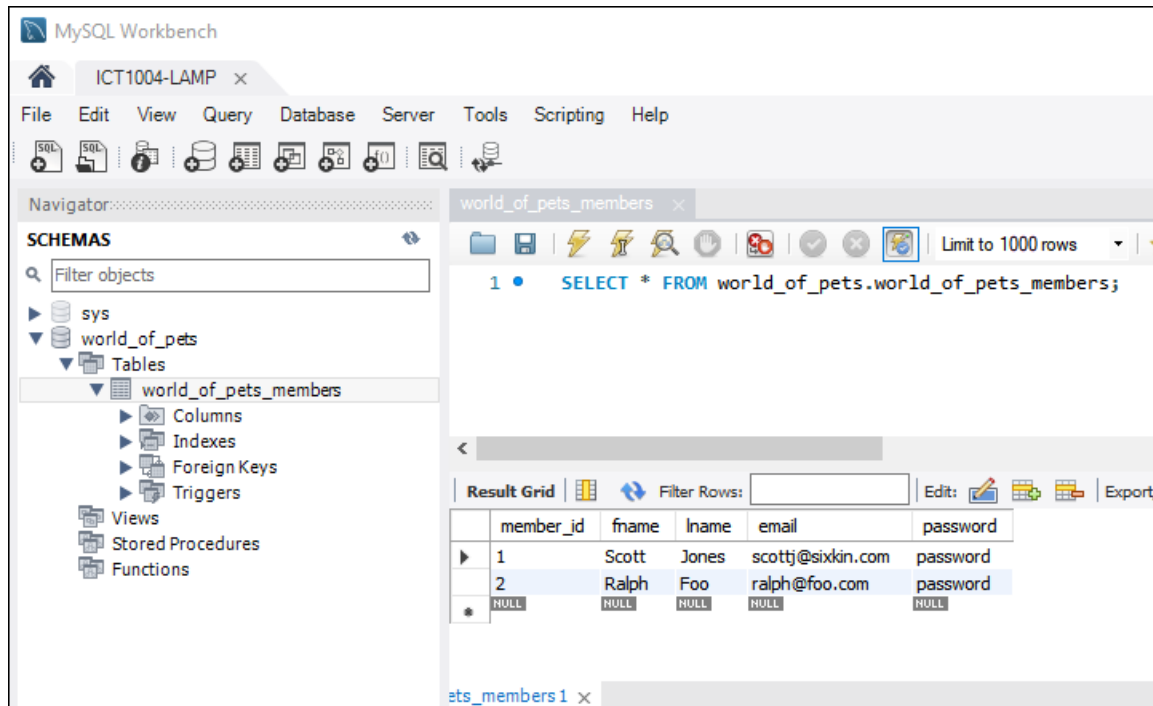 MySQL Workbench
ICT1004-LAMP
File Edit View Query Database Server Tools Scripting Help
Navigator
SCHEMAS
Filter objects
sys
world_of_pets
Tables
world_of_pets_members
Columns
Indexes
Foreign Keys
Triggers
Views
Stored Procedures
Functions
world_of_pets_members
Limit to 1000 rows
1 SELECT * FROM world_of_pets.world_of_pets_members;
Result Grid Filter Rows: Edit: Export
member_id fname lname email password
1 Scott Jones scottj@sixkin.com password
2 Ralph Foo ralph@foo.com password
NULL NULL NULL NULL NULL
ets_members 1